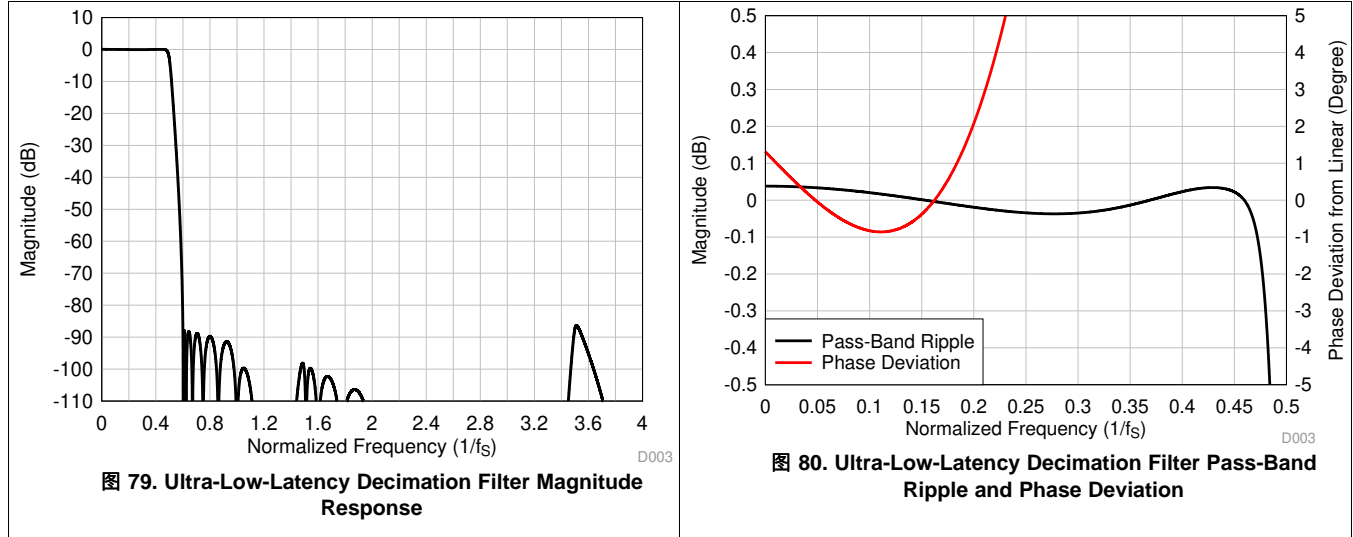 10
0
-10
-20
-30
-40
-50
-60
-70
-80
-90
-100
-110
Magnitude (dB)
0 0.4 0.8 1.2 1.6 2 2.4 2.8 3.2 3.6 4
Normalized Frequency (1/fS)
D003
图 79. Ultra-Low-Latency Decimation Filter Magnitude
Response
0.5
0.4
0.3
0.2
0.1
0
-0.1
-0.2
-0.3
-0.4
-0.5
Magnitude (dB)
Pass-Band Ripple
Phase Deviation
5
4
3
2
1
0
-1
-2
-3
-4
-5
Phase Deviation from Linear (Degree)
0 0.05 0.1 0.15 0.2 0.25 0.3 0.35 0.4 0.45 0.5
Normalized Frequency (1/fS)
D003
图 80. Ultra-Low-Latency Decimation Filter Pass-Band
Ripple and Phase Deviation